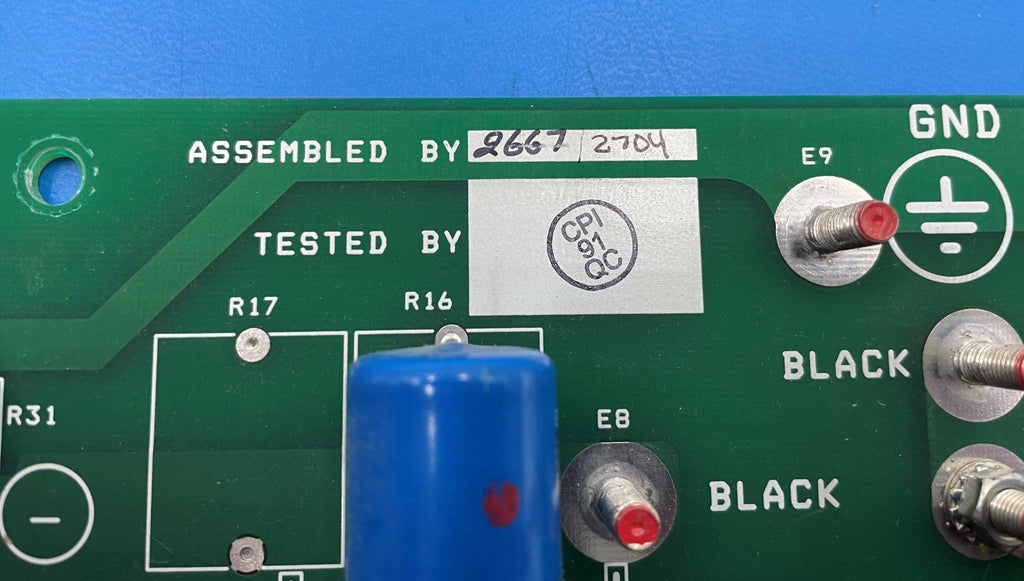 GND
ASSEMBLED BY 2667 / 2704
E9
CPI
91
QC
TESTED BY
R17
R16
BLACK
R31
E8
BLACK